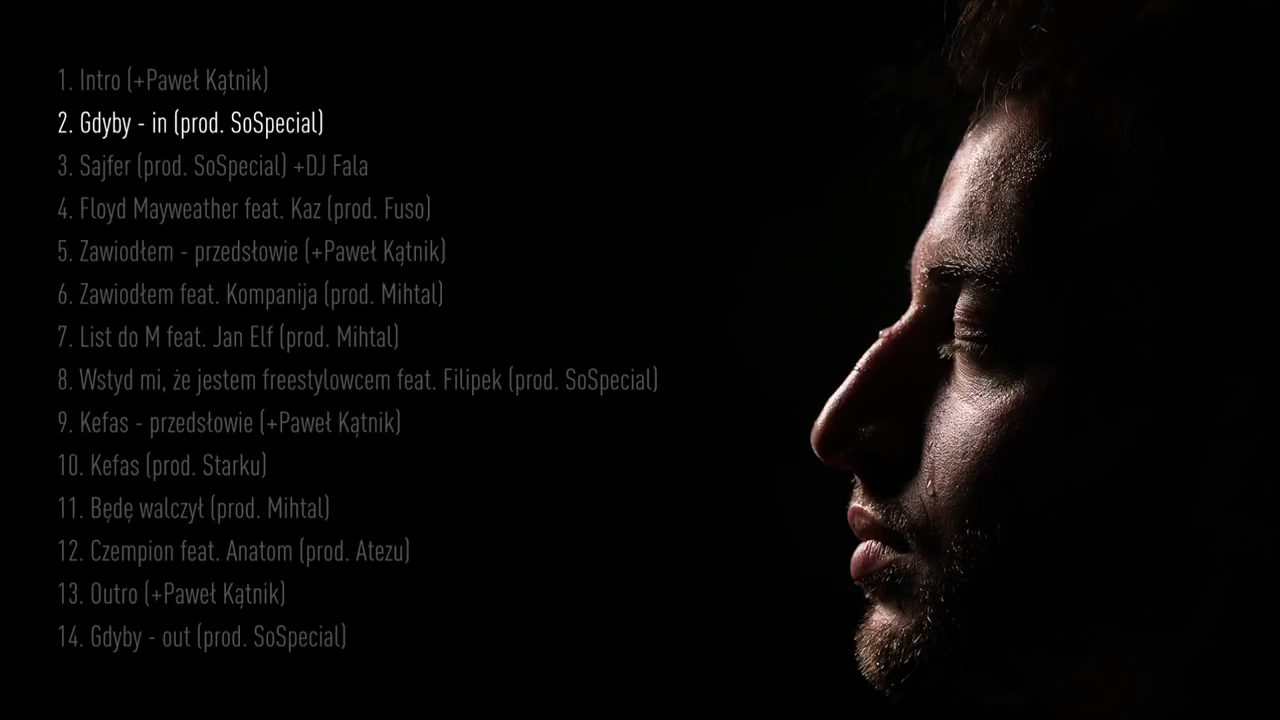 1. Intro (+Paweł Kątnik)
2. Gdyby - in (prod. SoSpecial)
3. Sajfer (prod. SoSpecial) +DJ Fala
4. Floyd Mayweather feat. Kaz (prod. Fuso)
5. Zawiodłem - przedsłowie (+Paweł Kątnik)
6. Zawiodłem feat. Kompanija (prod. Mihtal)
7. List do M feat. Jan Elf (prod. Mihtal)
8. Wstyd mi, że jestem freestylowcem feat. Filipek (prod. SoSpecial)
9. Kefas - przedsłowie (+Paweł Kątnik)
10. Kefas (prod. Starku)
11. Będę walczył (prod. Mihtal)
12. Czempion feat. Anatom (prod. Atezu)
13. Outro (+Paweł Kątnik)
14. Gdyby - out (prod. SoSpecial)